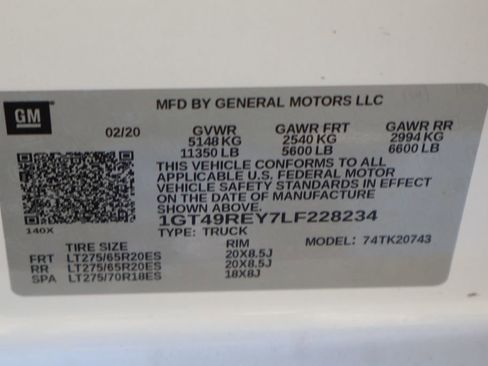 GM
MFD BY GENERAL MOTORS LLC
02/20 GVWR GAWR FRT GAWR RR
5148 KG 2540 KG 2994 KG
11350 LB 5600 LB 6600 LB
THIS VEHICLE CONFORMS TO ALL
APPLICABLE U.S. FEDERAL MOTOR
VEHICLE SAFETY STANDARDS IN EFFECT
ON THE DATE OF MANUFACTURE
SHOWN ABOVE.
1GT49REY7LF228234
140X TYPE: TRUCK
TIRE SIZE RIM MODEL: 74TK20743
FRT LT275/65R20ES 20X8.5J
RR LT275/65R20ES 20X8.5J
SPA LT275/70R18ES 18X8J